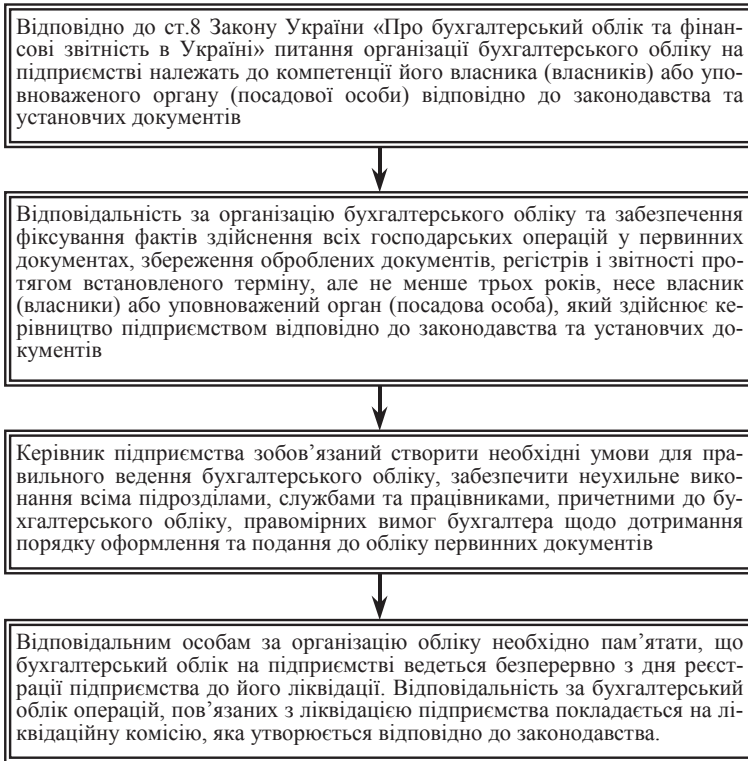 Відповідно до ст.8 Закону України «Про бухгалтерський облік та фінан-
сові звітність в Україні» питання організації бухгалтерського обліку на
підприємстві належать до компетенції його власника (власників) або упо-
вноваженого органу (посадової особи) відповідно до законодавства та
установчих документів
Відповідальність за організацію бухгалтерського обліку та забезпечення
фіксування фактів здійснення всіх господарських операцій у первинних
документах, збереження оброблених документів, регістрів і звітності про-
тягом встановленого терміну, але не менше трьох років, несе власник
(власники) або уповноважений орган (посадова особа), який здійснює ке-
рівництво підприємством відповідно до законодавства та установчих до-
кументів
Керівник підприємства зобов’язаний створити необхідні умови для пра-
вильного ведення бухгалтерського обліку, забезпечити неухильне вико-
нання всіма підрозділами, службами та працівниками, причетними до бу-
хгалтерського обліку, правомірних вимог бухгалтера щодо дотримання
порядку оформлення та подання до обліку первинних документів
Відповідальним особам за організацію обліку необхідно пам’ятати, що
бухгалтерський облік на підприємстві ведеться безперервно з дня реєст-
рації підприємства до його ліквідації. Відповідальність за бухгалтерський
облік операцій, пов’язаних з ліквідацією підприємства покладається на лі-
квідаційну комісію, яка утворюється відповідно до законодавства.